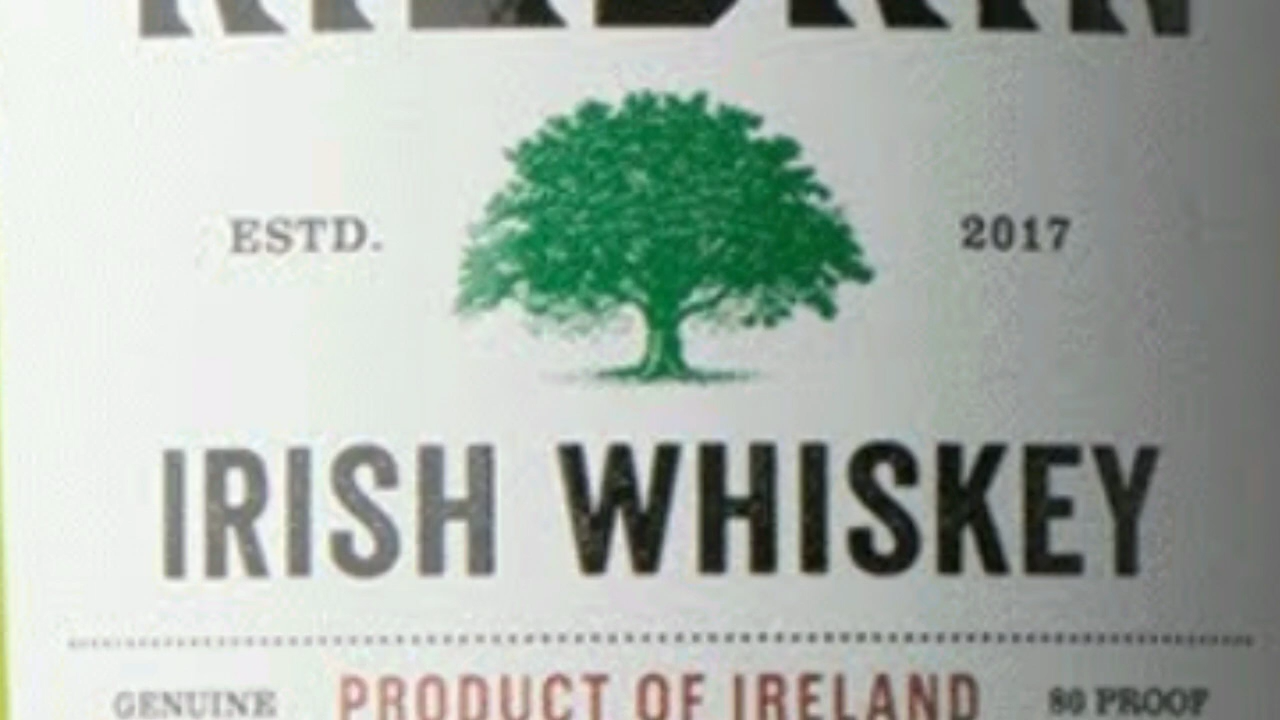 ESTD. 2017
IRISH WHISKEY
GENUINE PRODUCT OF IRELAND 80 PROOF